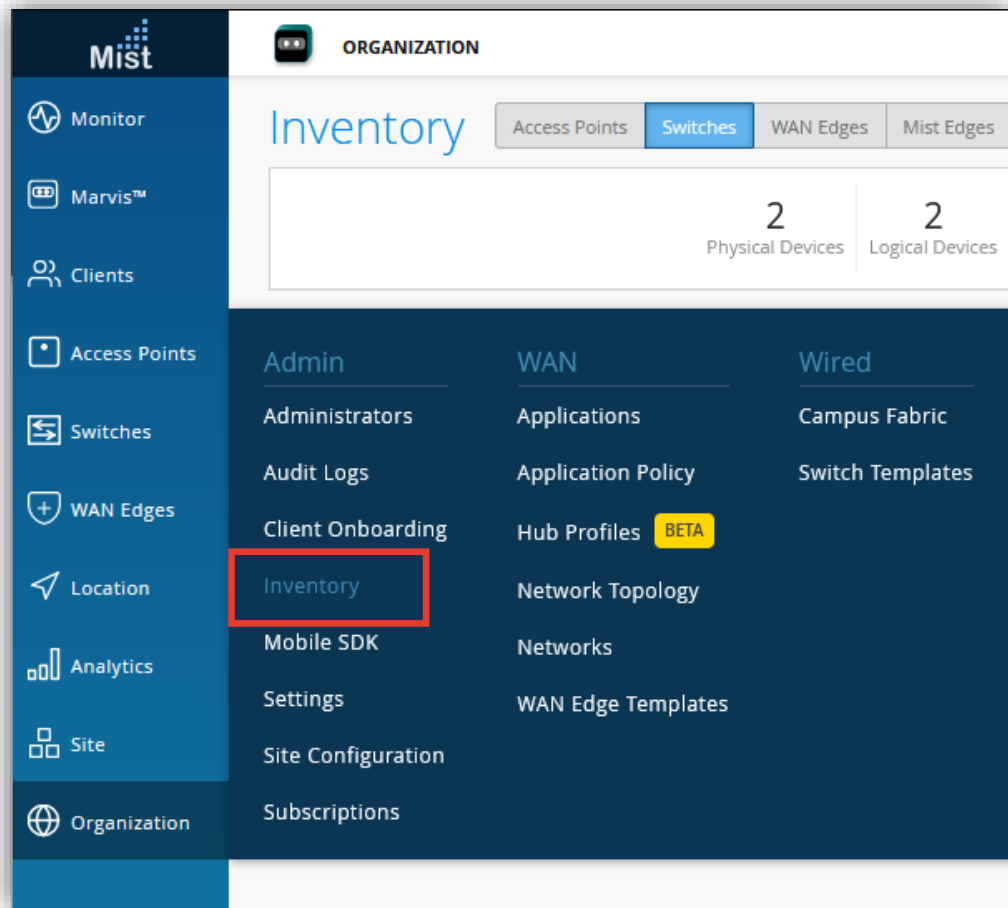 Mist
ORGANIZATION
Monitor
Marvis™
Clients
Access Points
Switches
WAN Edges
Location
Analytics
Site
Organization
Inventory
Access Points
Switches
WAN Edges
Mist Edges
2
Physical Devices
2
Logical Devices
Admin
Administrators
Audit Logs
Client Onboarding
Inventory
Mobile SDK
Settings
Site Configuration
Subscriptions
WAN
Applications
Application Policy
Hub Profiles BETA
Network Topology
Networks
WAN Edge Templates
Wired
Campus Fabric
Switch Templates